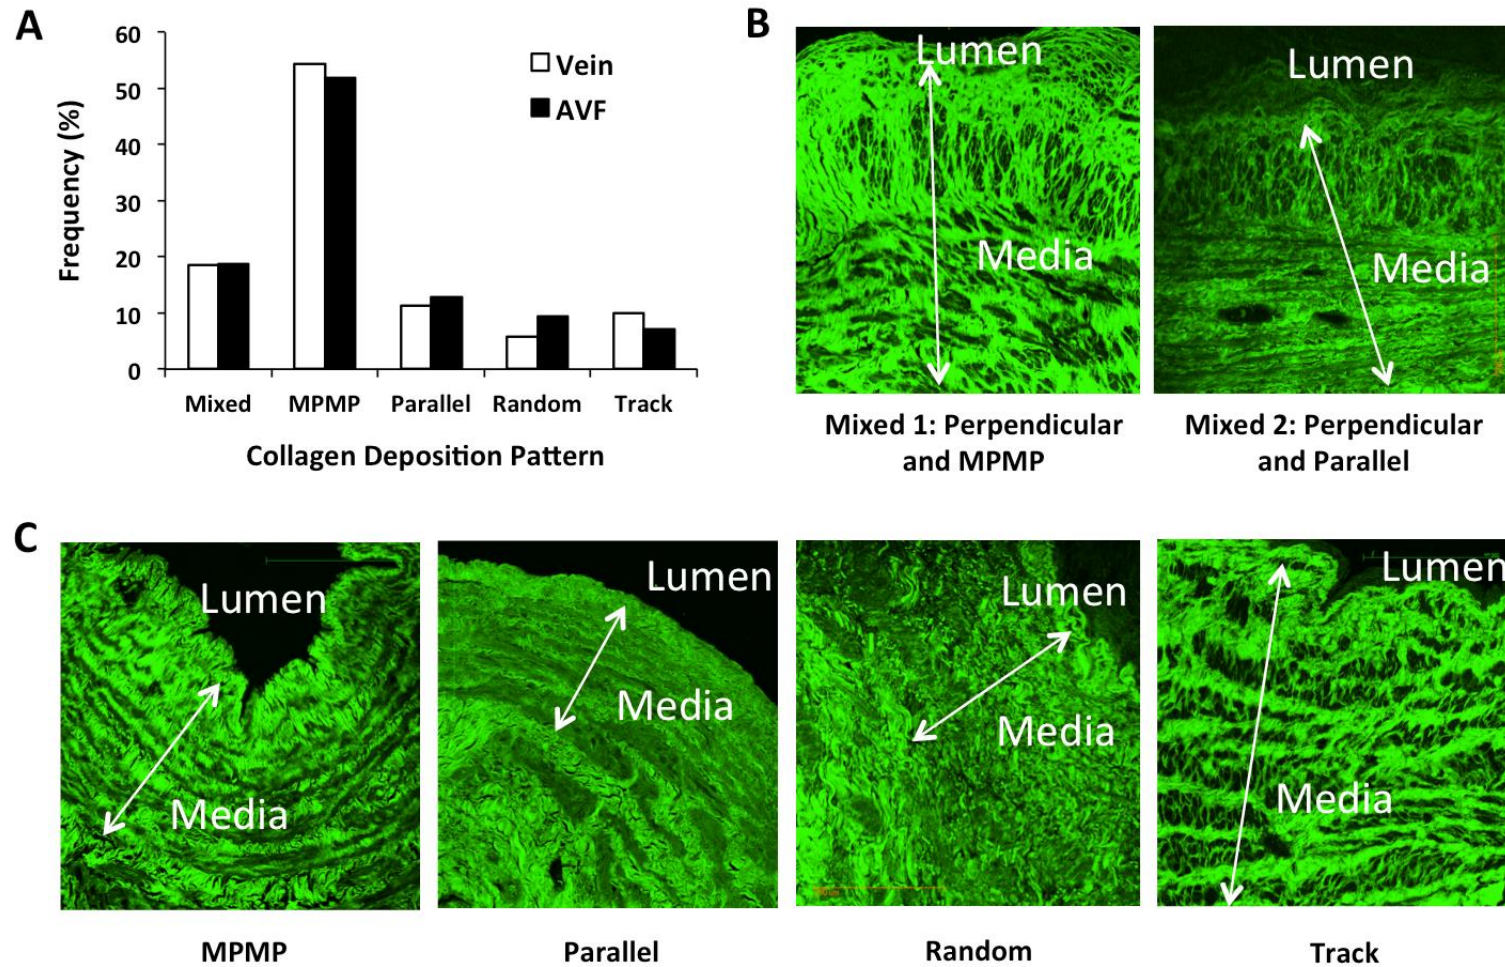 A
60
50
40
30
20
10
0
Frequency (%)
Vein
AVF
Mixed
MPMP
Parallel
Random
Track
Collagen Deposition Pattern
B
Lumen
Media
Mixed 1: Perpendicular
and MPMP
Lumen
Media
Mixed 2: Perpendicular
and Parallel
C
Lumen
Media
MPMP
Lumen
Media
Parallel
Lumen
Media
Random
Lumen
Media
Track